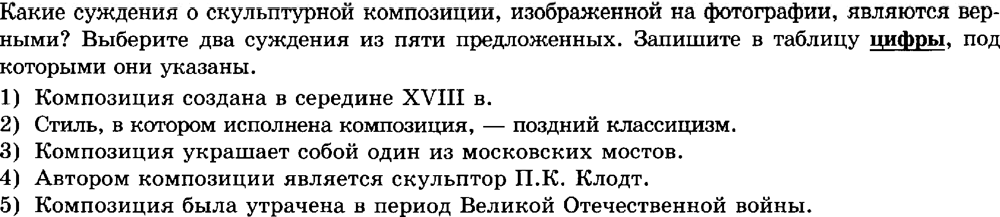 Какие суждения о скульптурной композиции, изображенной на фотографии, являются вер-
ными? Выберите два суждения из пяти предложенных. Запишите в таблицу цифры, под
которыми они указаны.
1) Композиция создана в середине XVIII в.
2) Стиль, в котором исполнена композиция, — поздний классицизм.
3) Композиция украшает собой один из московских мостов.
4) Автором композиции является скульптор П.К. Клодт.
5) Композиция была утрачена в период Великой Отечественной войны.